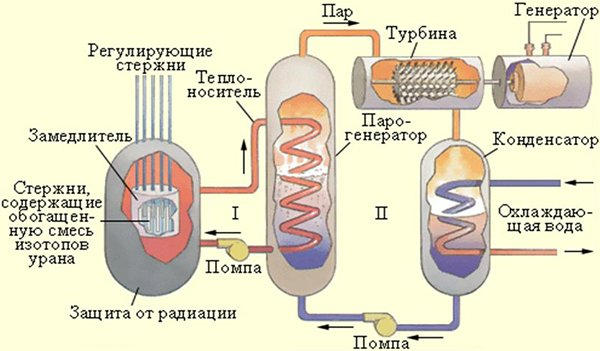 Пар
Генератор
Турбина
Регулирующие
стержни
Тепло-
носитель
Замедлитель
Паро-
генератор
Конденсатор
Стержни,
содержащие
обогащен-
ную смесь
изотопов
урана
I
II
Охлаждаю-
щая вода
Помпа
Защита от радиации
Помпа